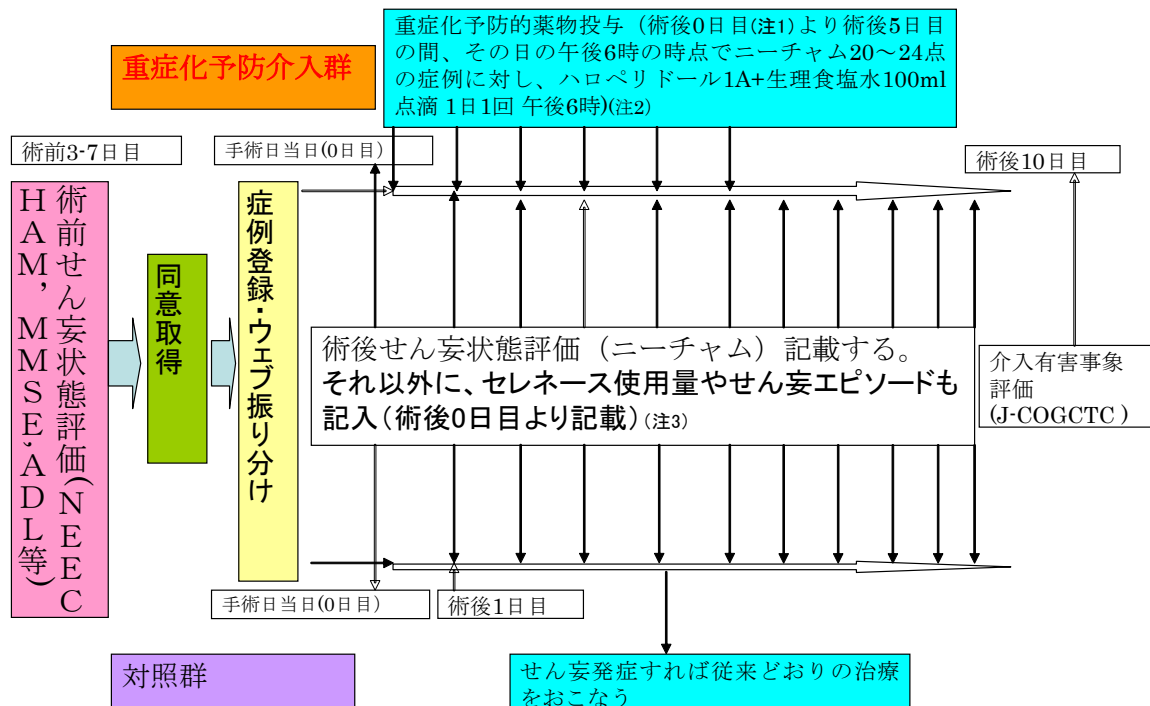 重症化予防介入群
重症化予防的薬物投与（術後0日目(注1)より術後5日目
の間、その日の午後6時の時点でニーチャム20～24点
の症例に対し、ハロペリドール1A+生理食塩水100ml
点滴 1日1回 午後6時)(注2)
術前3-7日目
手術日当日(0日目）
術後10日目
術前せん妄状態評価(NEEC
HAM, MMSE,ADL等)
同意取得
症例登録・ウェブ振り分け
術後せん妄状態評価（ニーチャム）記載する。
それ以外に、セレネース使用量やせん妄エピソードも
記入（術後0日目より記載）(注3)
介入有害事象
評価
(J-COGCTC )
手術日当日(0日目）
術後1日目
対照群
せん妄発症すれば従来どおりの治療
をおこなう